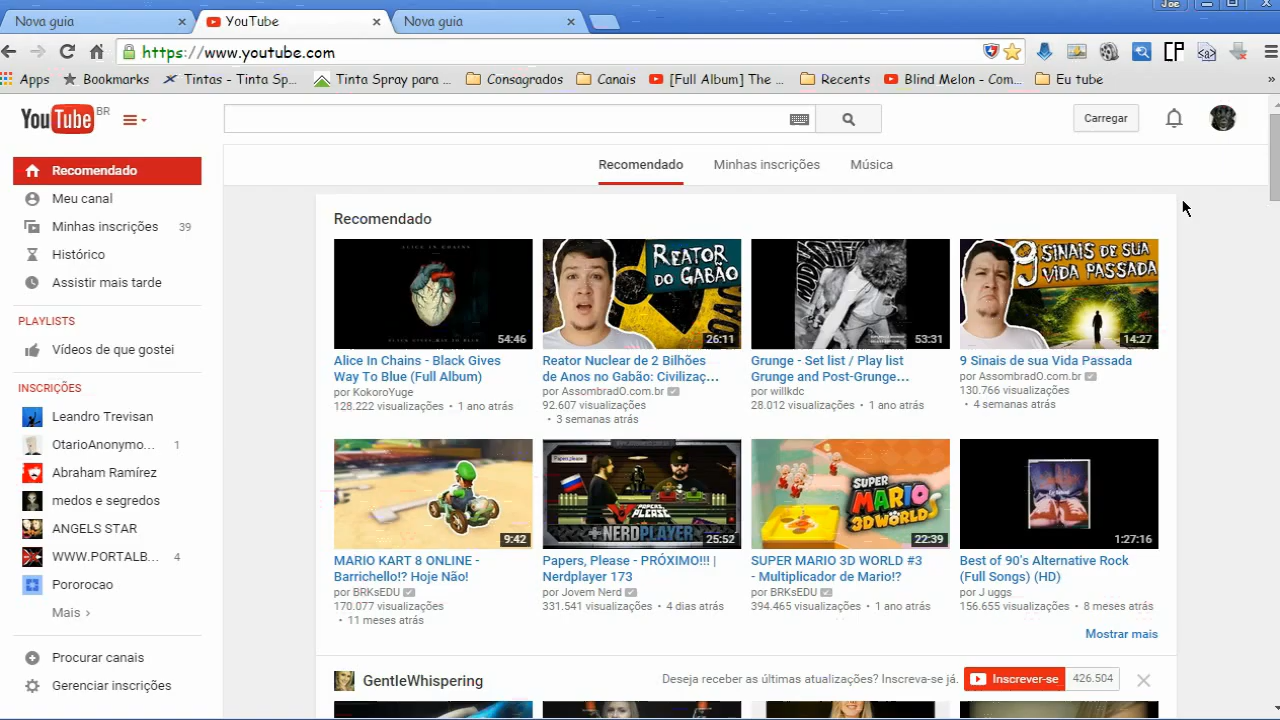 Joe
Nova guia
YouTube
Nova guia
https://www.youtube.com
Apps
Bookmarks
Tintas - Tinta Sp...
Tinta Spray para ...
Consagrados
Canais
[Full Album] The ...
Recents
Blind Melon - Com...
Eu tube
»
YouTube BR
Carregar
Recomendado
Meu canal
Minhas inscrições 39
Histórico
Assistir mais tarde
PLAYLISTS
Vídeos de que gostei
INSCRIÇÕES
Leandro Trevisan
OtarioAnonymo... 1
Abraham Ramírez
medos e segredos
ANGELS STAR
WWW.PORTALB... 4
Pororocao
Mais ›
Procurar canais
Gerenciar inscrições
Recomendado Minhas inscrições Música
Recomendado
ALICE IN CHAINS
54:46
Alice In Chains - Black Gives
Way To Blue (Full Album)
por KokoroYuge
128.222 visualizações • 1 ano atrás
REATOR
DO GABÃO
26:11
Reator Nuclear de 2 Bilhões
de Anos no Gabão: Civilizaç...
por AssombradO.com.br
92.607 visualizações
• 3 semanas atrás
MUDHONEY
53:31
Grunge - Set list / Play list
Grunge and Post-Grunge...
por willkdc
28.012 visualizações • 1 ano atrás
9 SINAIS DE SUA
VIDA PASSADA
14:27
9 Sinais de sua Vida Passada
por AssombradO.com.br
130.766 visualizações
• 4 semanas atrás
9:42
MARIO KART 8 ONLINE -
Barrichello!? Hoje Não!
por BRKsEDU
170.077 visualizações
• 11 meses atrás
Papers, please
PAPERS,
PLEASE
NERDPLAYER
25:52
Papers, Please - PRÓXIMO!!! |
Nerdplayer 173
por Jovem Nerd
331.541 visualizações • 4 dias atrás
SUPER
MARIO
3D WORLD
22:39
SUPER MARIO 3D WORLD #3
- Multiplicador de Mario!?
por BRKsEDU
394.465 visualizações • 1 ano atrás
1:27:16
Best of 90's Alternative Rock
(Full Songs) (HD)
por J uggs
156.655 visualizações • 8 meses atrás
Mostrar mais
GentleWhispering
Deseja receber as últimas atualizações? Inscreva-se já.
Inscrever-se 426.504